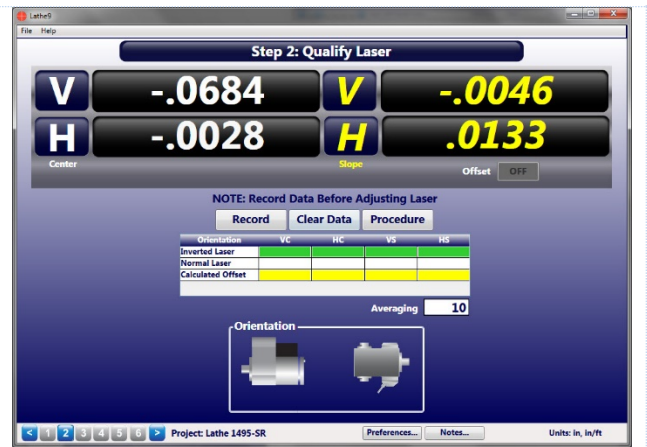 Lathe9
File Help
Step 2: Qualify Laser
V -.0684 V -.0046
H -.0028 H .0133
Center Slope Offset OFF
NOTE: Record Data Before Adjusting Laser
Record Clear Data Procedure
Orientation VC HC VS HS
Inverted Laser
Normal Laser
Calculated Offset
Averaging 10
Orientation
< 1 2 3 4 5 6 > Project: Lathe 1495-SR Preferences... Notes... Units: in, in/ft